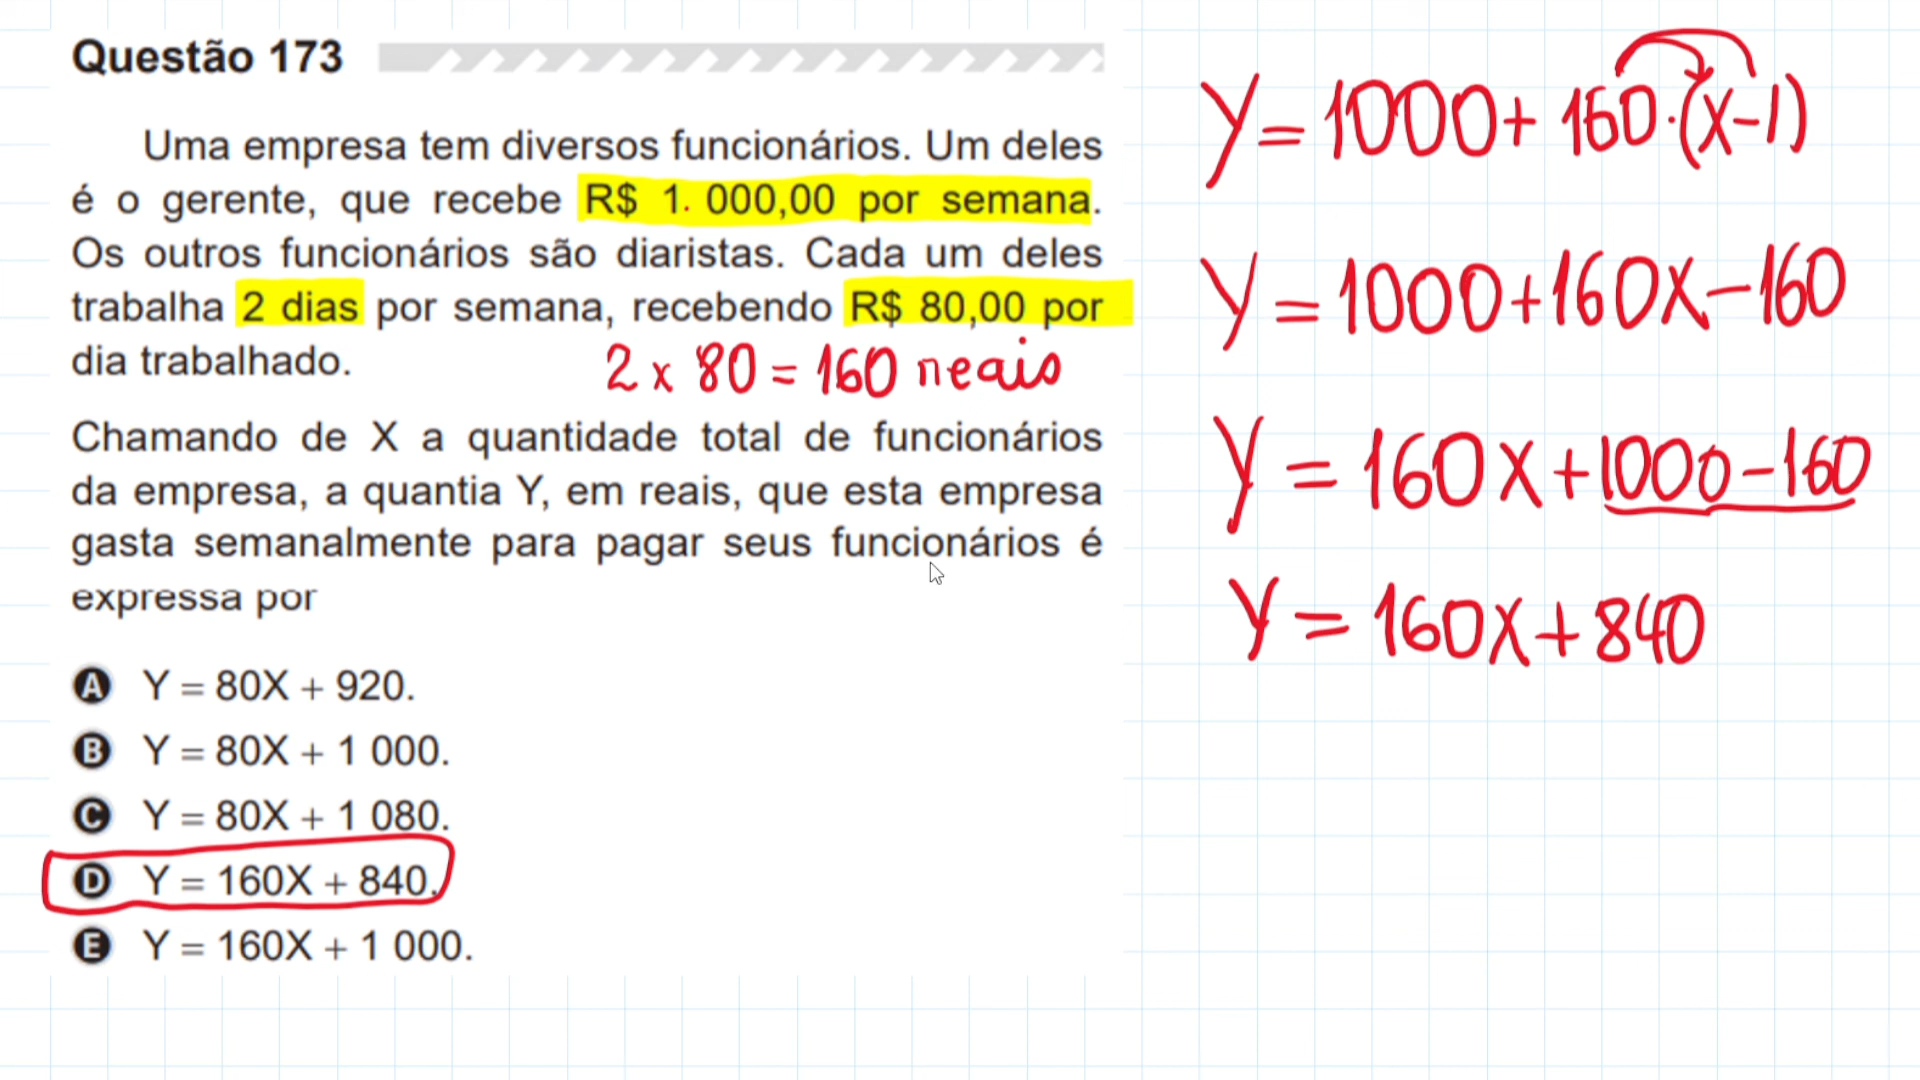 Questão 173
Uma empresa tem diversos funcionários. Um deles
é o gerente, que recebe R$ 1. 000,00 por semana.
Os outros funcionários são diaristas. Cada um deles
trabalha 2 dias por semana, recebendo R$ 80,00 por
dia trabalhado.
2 x 80 = 160 reais
Chamando de X a quantidade total de funcionários
da empresa, a quantia Y, em reais, que esta empresa
gasta semanalmente para pagar seus funcionários é
expressa por
A Y = 80X + 920.
B Y = 80X + 1 000.
C Y = 80X + 1 080.
D Y = 160X + 840.
E Y = 160X + 1 000.
Y = 1000 + 160·(X-1)
Y = 1000+160X-160
Y = 160X+1000-160
Y = 160X+840